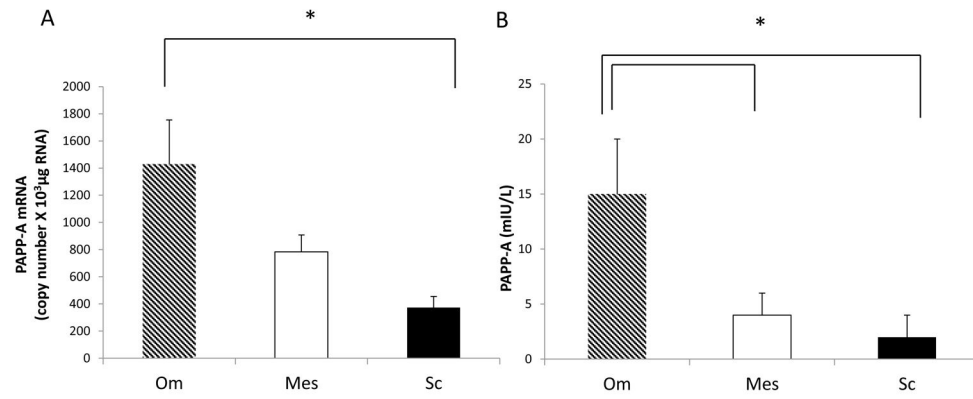 A
*
PAPP-A mRNA
(copy number X 10³µg RNA)
2000
1800
1600
1400
1200
1000
800
600
400
200
0
Om Mes Sc
B
*
PAPP-A (mIU/L)
25
20
15
10
5
0
Om Mes Sc